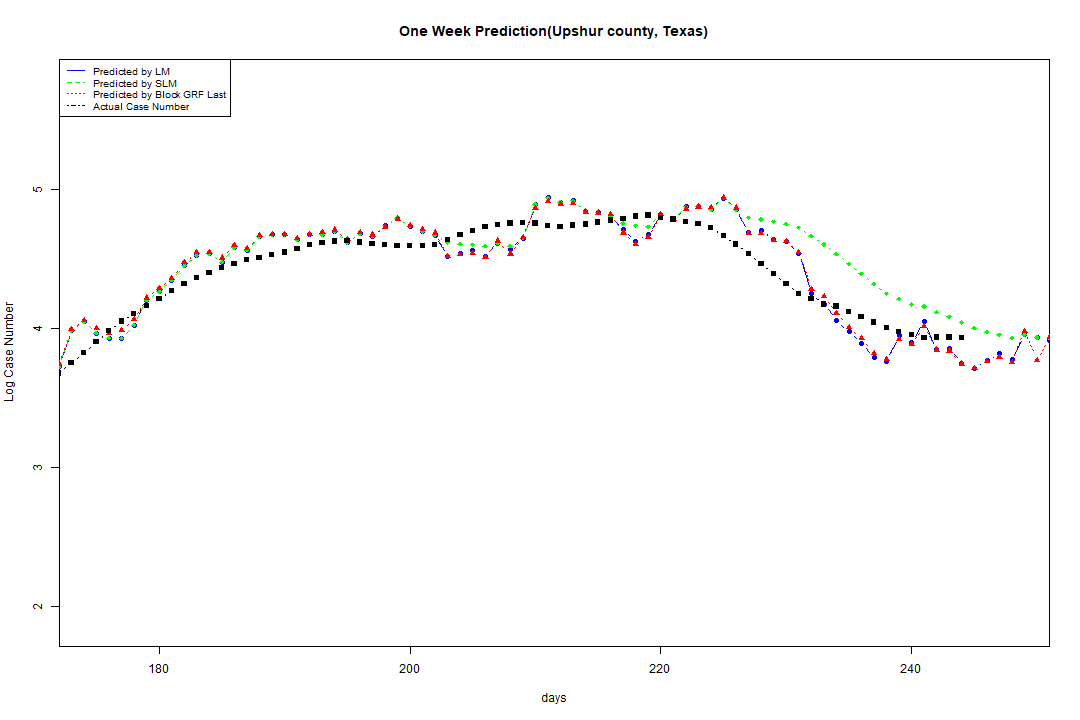 One Week Prediction(Upshur county, Texas)
Predicted by LM
Predicted by SLM
Predicted by Block GRF Last
Actual Case Number
5
4
3
2
Log Case Number
180 200 220 240
days